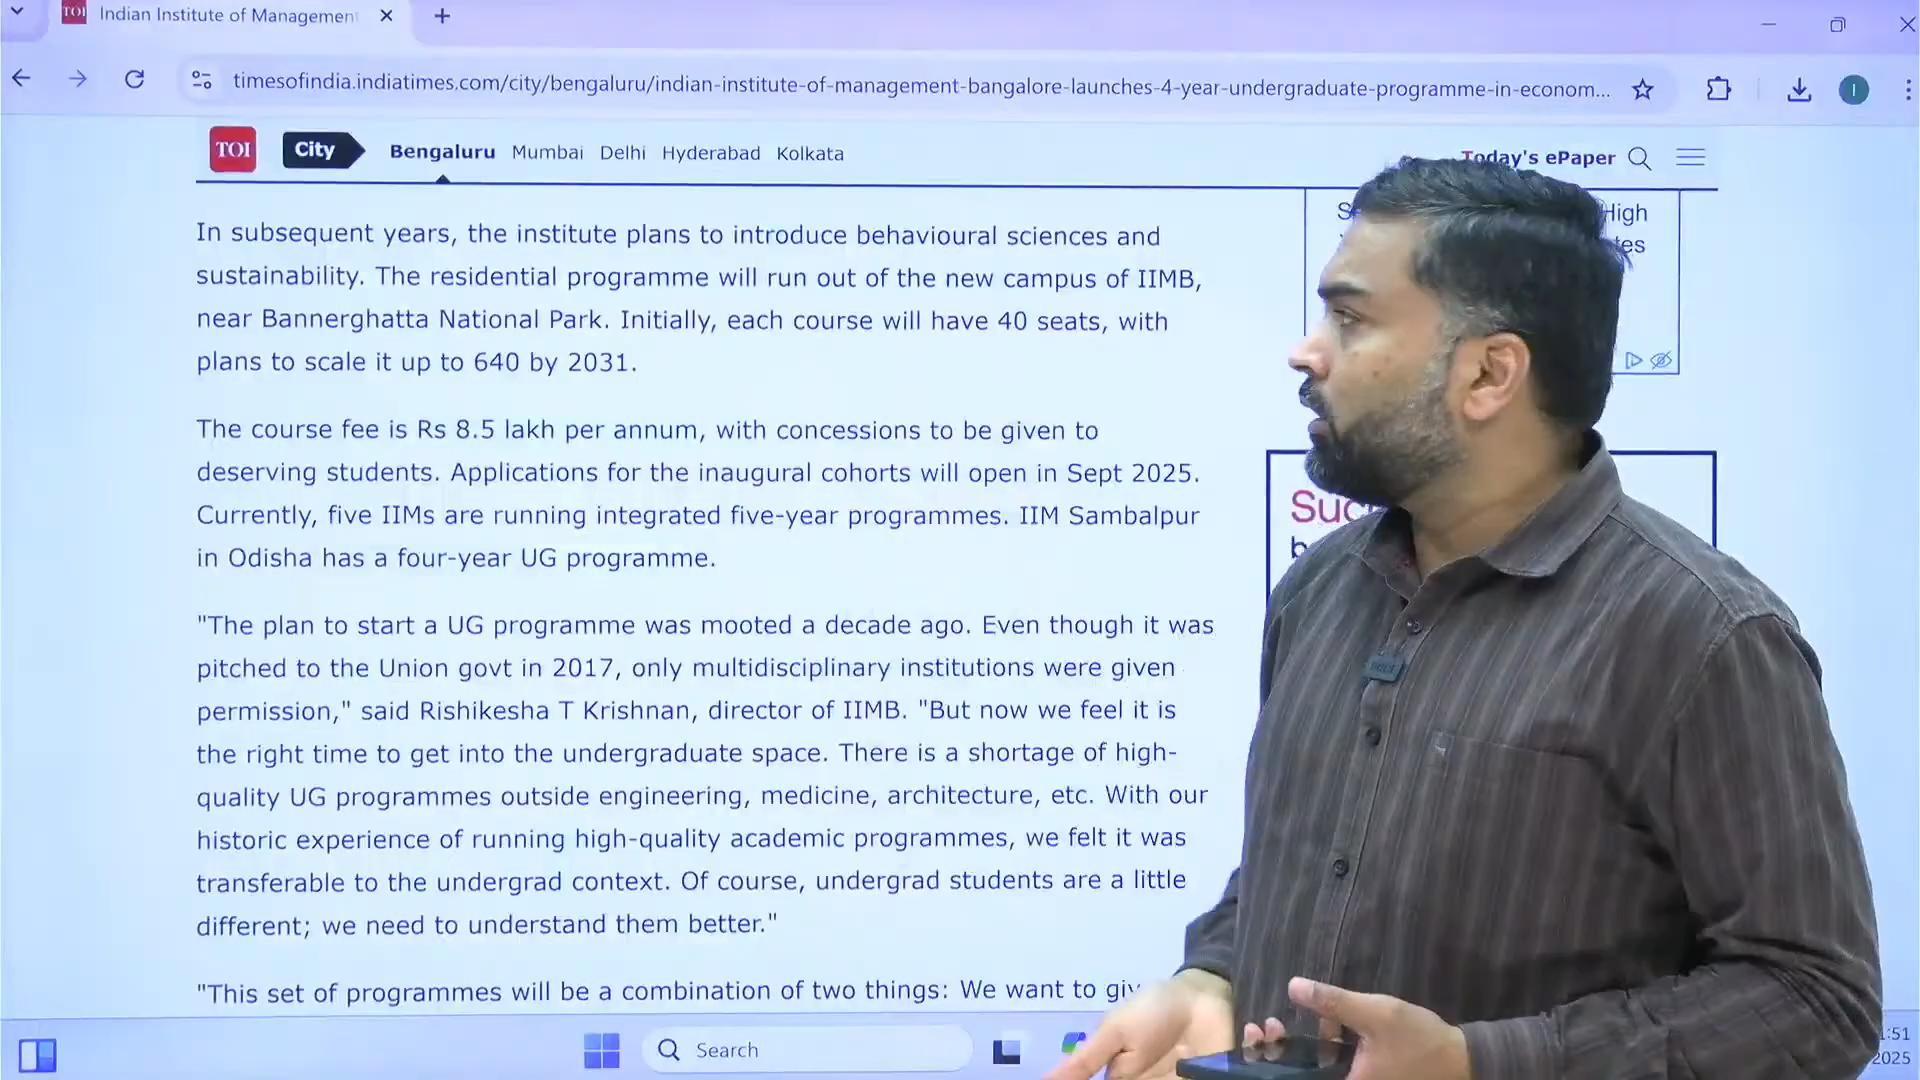 TOI Indian Institute of Managemen
timesofindia.indiatimes.com/city/bengaluru/indian-institute-of-management-bangalore-launches-4-year-undergraduate-programme-in-econom...
I
TOI City Bengaluru Mumbai Delhi Hyderabad Kolkata Today's ePaper
High
In subsequent years, the institute plans to introduce behavioural sciences and
sustainability. The residential programme will run out of the new campus of IIMB,
near Bannerghatta National Park. Initially, each course will have 40 seats, with
plans to scale it up to 640 by 2031.
The course fee is Rs 8.5 lakh per annum, with concessions to be given to
deserving students. Applications for the inaugural cohorts will open in Sept 2025.
Currently, five IIMs are running integrated five-year programmes. IIM Sambalpur
in Odisha has a four-year UG programme.
"The plan to start a UG programme was mooted a decade ago. Even though it was
pitched to the Union govt in 2017, only multidisciplinary institutions were given
permission," said Rishikesha T Krishnan, director of IIMB. "But now we feel it is
the right time to get into the undergraduate space. There is a shortage of high-
quality UG programmes outside engineering, medicine, architecture, etc. With our
historic experience of running high-quality academic programmes, we felt it was
transferable to the undergrad context. Of course, undergrad students are a little
different; we need to understand them better."
"This set of programmes will be a combination of two things: We want to giv
Search
:51
2025